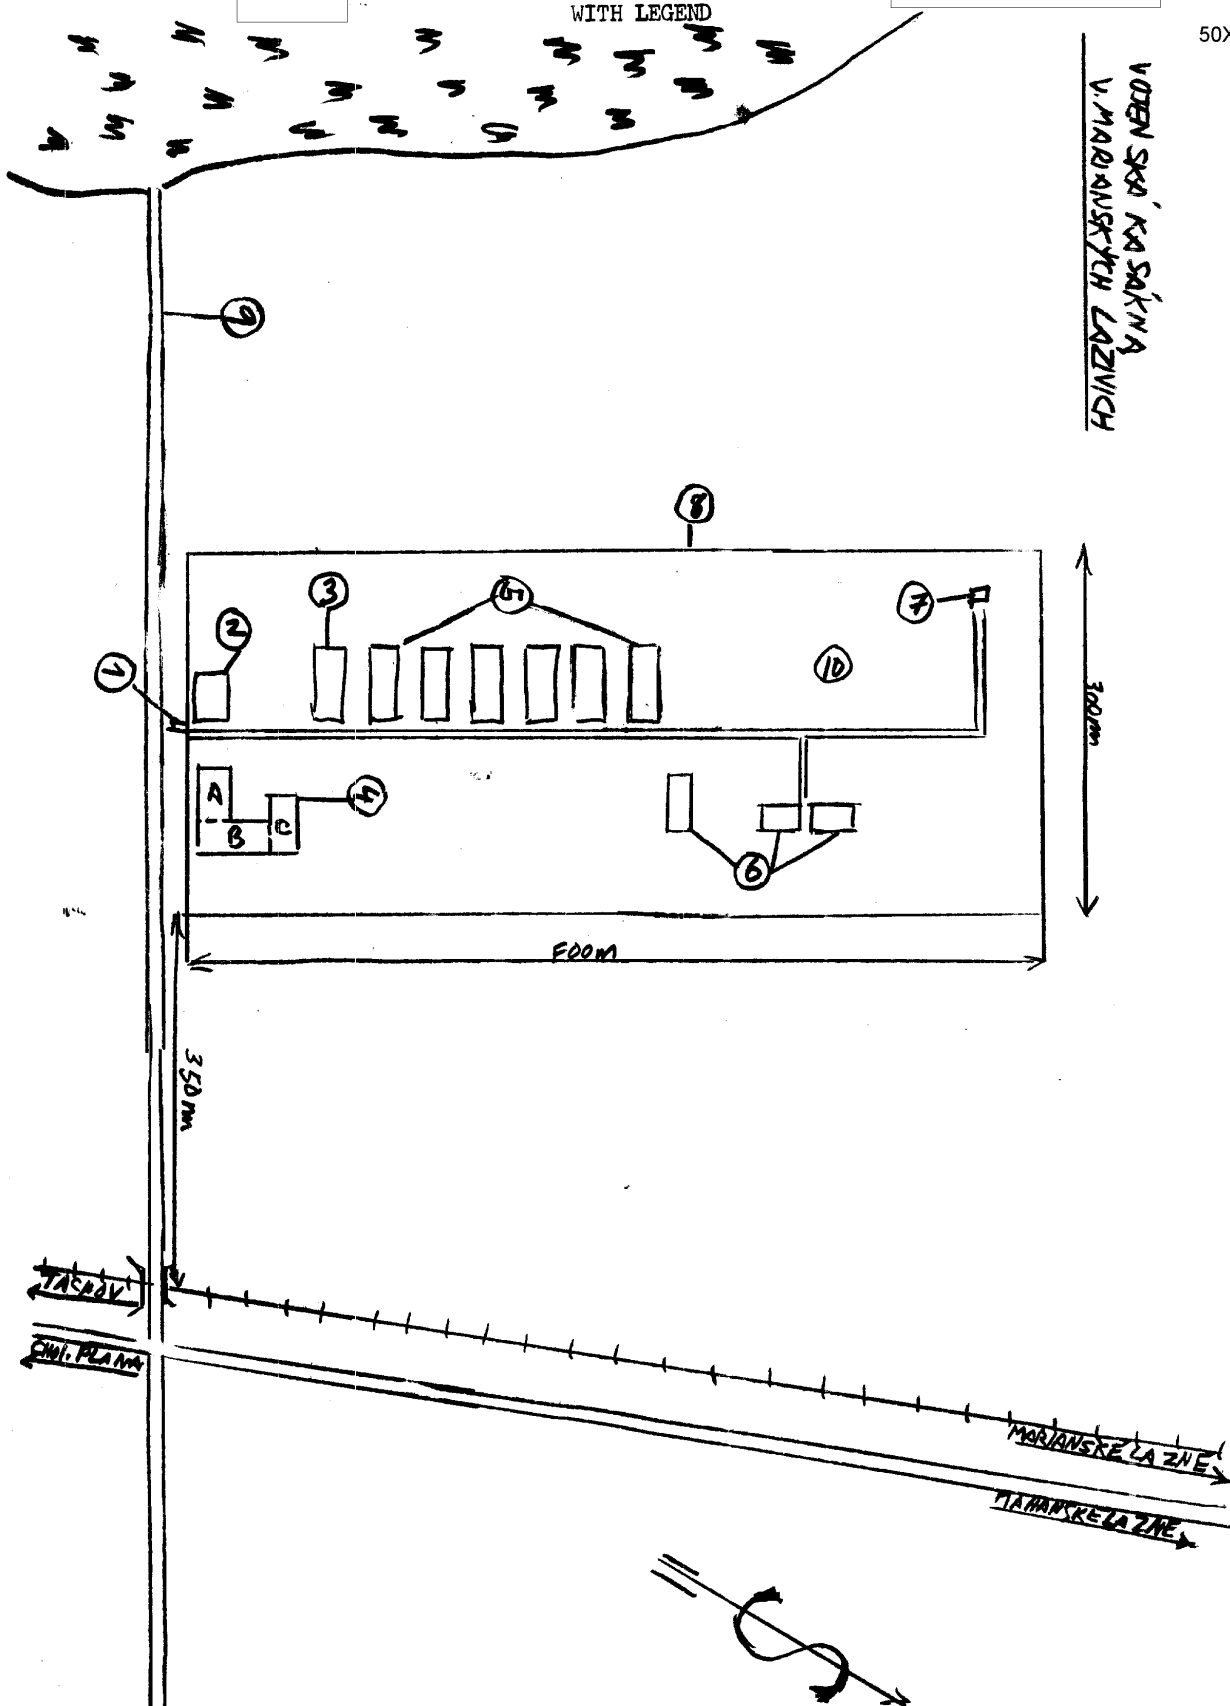 WITH LEGEND
50X
VOJENSKÁ KASÁRNA
V. MARIANSKÝCH LAZNICH
9
8
3
5
7
2
1
10
300m
A
B
C
4
6
350m
TACHOV
CHOD. PLANA
MARIANSKE LAZNE
MARIANSKE LAZNE